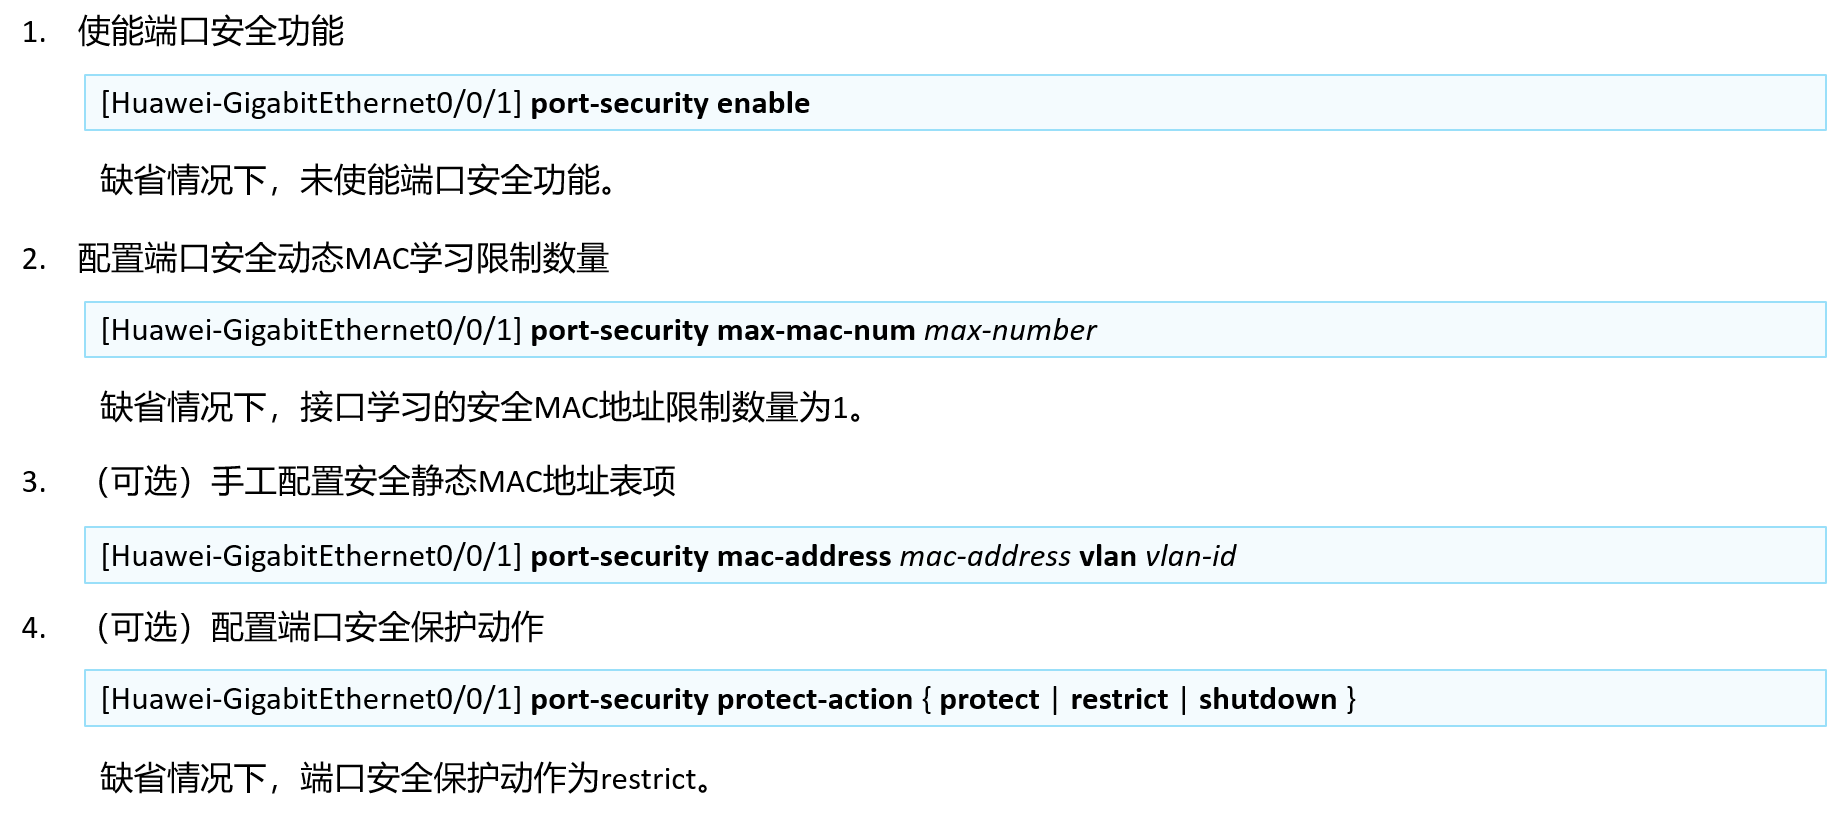 1. 使能端口安全功能
[Huawei-GigabitEthernet0/0/1] port-security enable
缺省情况下，未使能端口安全功能。
2. 配置端口安全动态MAC学习限制数量
[Huawei-GigabitEthernet0/0/1] port-security max-mac-num max-number
缺省情况下，接口学习的安全MAC地址限制数量为1。
3. （可选）手工配置安全静态MAC地址表项
[Huawei-GigabitEthernet0/0/1] port-security mac-address mac-address vlan vlan-id
4. （可选）配置端口安全保护动作
[Huawei-GigabitEthernet0/0/1] port-security protect-action { protect | restrict | shutdown }
缺省情况下，端口安全保护动作为restrict。